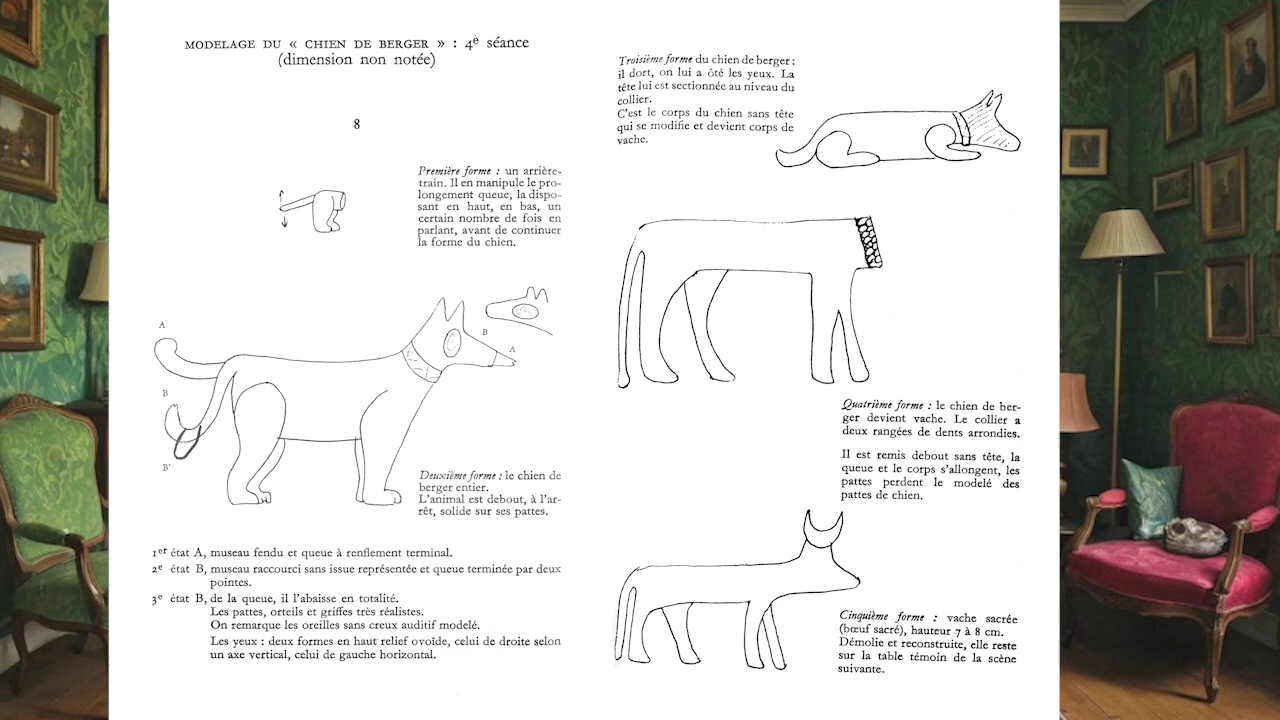 MODELAGE DU « CHIEN DE BERGER » : 4e séance
(dimension non notée)
8
Première forme : un arrière-
train. Il en manipule le pro-
longement queue, la dispo-
sant en haut, en bas, un
certain nombre de fois en
parlant, avant de continuer
la forme du chien.
A
B
B'
B
A
Deuxième forme : le chien de
berger entier.
L'animal est debout, à l'ar-
rêt, solide sur ses pattes.
1er état A, museau fendu et queue à renflement terminal.
2e état B, museau raccourci sans issue représentée et queue terminée par deux
pointes.
3e état B, de la queue, il l'abaisse en totalité.
Les pattes, orteils et griffes très réalistes.
On remarque les oreilles sans creux auditif modelé.
Les yeux : deux formes en haut relief ovoïde, celui de droite selon
un axe vertical, celui de gauche horizontal.
Troisième forme du chien de berger :
il dort, on lui a ôté les yeux. La
tête lui est sectionnée au niveau du
collier.
C'est le corps du chien sans tête
qui se modifie et devient corps de
vache.
Quatrième forme : le chien de ber-
ger devient vache. Le collier a
deux rangées de dents arrondies.
Il est remis debout sans tête, la
queue et le corps s'allongent, les
pattes perdent le modelé des
pattes de chien.
Cinquième forme : vache sacrée
(bœuf sacré), hauteur 7 à 8 cm.
Démolie et reconstruite, elle reste
sur la table témoin de la scène
suivante.